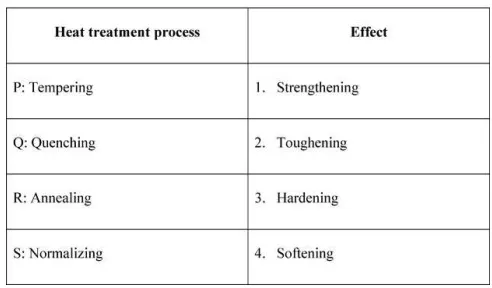 Heat treatment process Effect
P: Tempering 1. Strengthening
Q: Quenching 2. Toughening
R: Annealing 3. Hardening
S: Normalizing 4. Softening